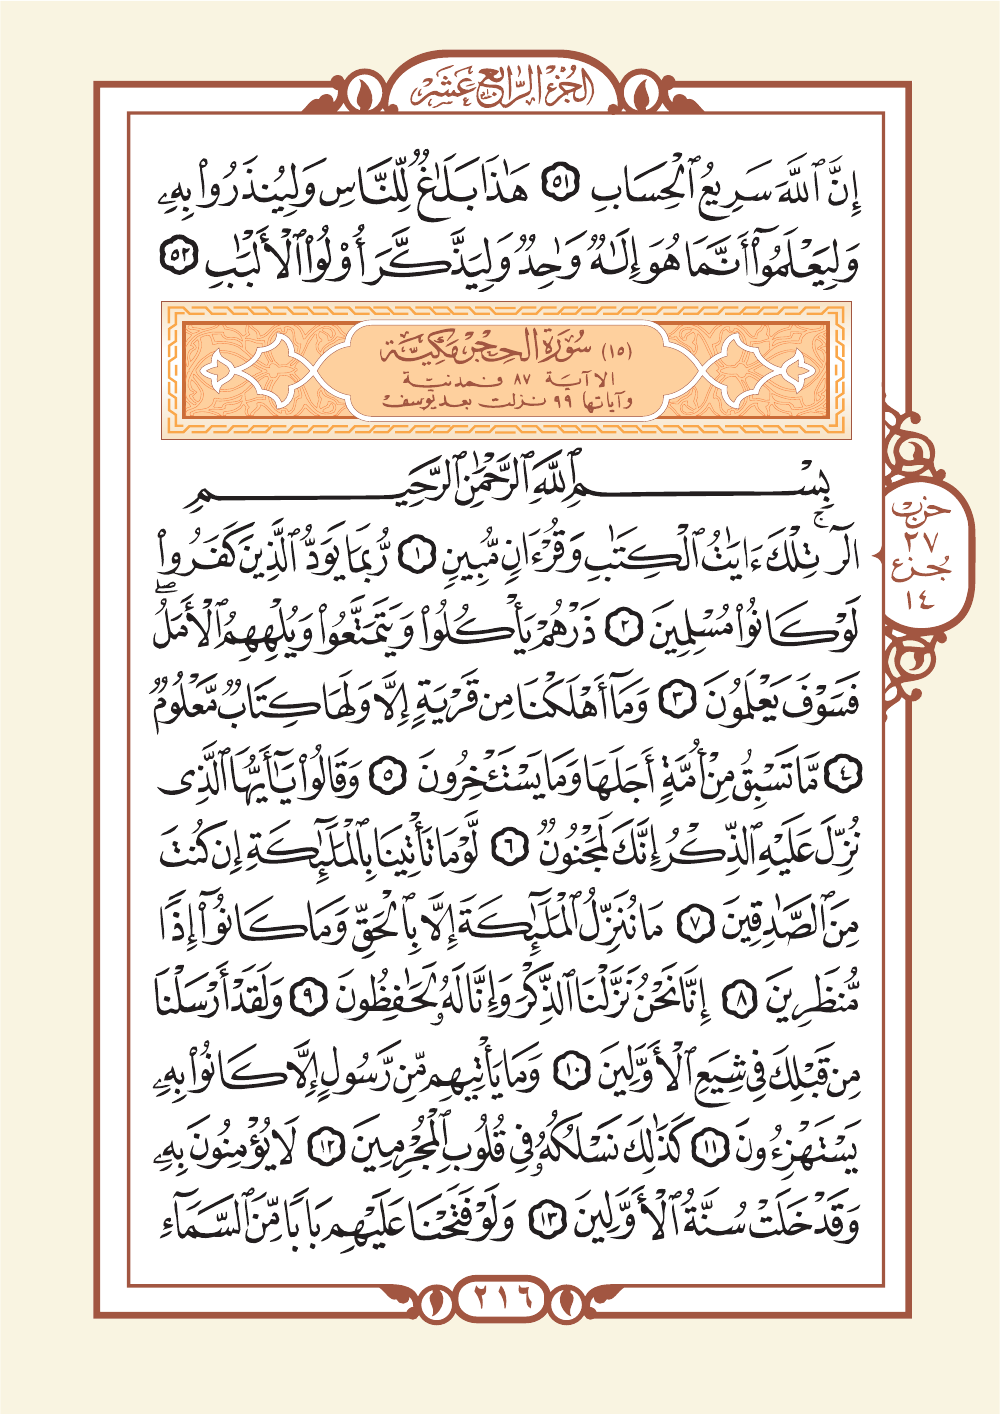 الجزء الرابع عشر
إِنَّ ٱللَّهَ سَرِيعُ ٱلْحِسَابِ ٥١ هَـٰذَا بَلَـٰغٌ لِّلنَّاسِ وَلِيُنذَرُوا۟ بِهِۦ
وَلِيَعْلَمُوٓا۟ أَنَّمَا هُوَ إِلَـٰهٌ وَٰحِدٌ وَلِيَذَّكَّرَ أُو۟لُوا۟ ٱلْأَلْبَـٰبِ ٥٢
(١٥) سورة الحجر مكية
الا آية ٨٧ فمدنية
وآياتها ٩٩ نزلت بعد يوسف
بِسْمِ ٱللَّهِ ٱلرَّحْمَـٰنِ ٱلرَّحِيمِ
الٓر ۚ تِلْكَ ءَايَـٰتُ ٱلْكِتَـٰبِ وَقُرْءَانٍ مُّبِينٍ ١ رُّبَمَا يَوَدُّ ٱلَّذِينَ كَفَرُوا۟
لَوْ كَانُوا۟ مُسْلِمِينَ ٢ ذَرْهُمْ يَأْكُلُوا۟ وَيَتَمَتَّعُوا۟ وَيُلْهِهِمُ ٱلْأَمَلُ ۖ
فَسَوْفَ يَعْلَمُونَ ٣ وَمَآ أَهْلَكْنَا مِن قَرْيَةٍ إِلَّا وَلَهَا كِتَابٌ مَّعْلُومٌ
٤ مَّا تَسْبِقُ مِنْ أُمَّةٍ أَجَلَهَا وَمَا يَسْتَـْٔخِرُونَ ٥ وَقَالُوا۟ يَـٰٓأَيُّهَا ٱلَّذِى
نُزِّلَ عَلَيْهِ ٱلذِّكْرُ إِنَّكَ لَمَجْنُونٌ ٦ لَّوْ مَا تَأْتِينَا بِٱلْمَلَـٰٓئِكَةِ إِن كُنتَ
مِنَ ٱلصَّـٰدِقِينَ ٧ مَا نُنَزِّلُ ٱلْمَلَـٰٓئِكَةَ إِلَّا بِٱلْحَقِّ وَمَا كَانُوٓا۟ إِذًا
مُّنظَرِينَ ٨ إِنَّا نَحْنُ نَزَّلْنَا ٱلذِّكْرَ وَإِنَّا لَهُۥ لَحَـٰفِظُونَ ٩ وَلَقَدْ أَرْسَلْنَا
مِن قَبْلِكَ فِى شِيَعِ ٱلْأَوَّلِينَ ١٠ وَمَا يَأْتِيهِم مِّن رَّسُولٍ إِلَّا كَانُوا۟ بِهِۦ
يَسْتَهْزِءُونَ ١١ كَذَٰلِكَ نَسْلُكُهُۥ فِى قُلُوبِ ٱلْمُجْرِمِينَ ١٢ لَا يُؤْمِنُونَ بِهِۦ
وَقَدْ خَلَتْ سُنَّةُ ٱلْأَوَّلِينَ ١٣ وَلَوْ فَتَحْنَا عَلَيْهِم بَابًا مِّنَ ٱلسَّمَآءِ
حزب
٢٧
جزء
١٤
٢١٦